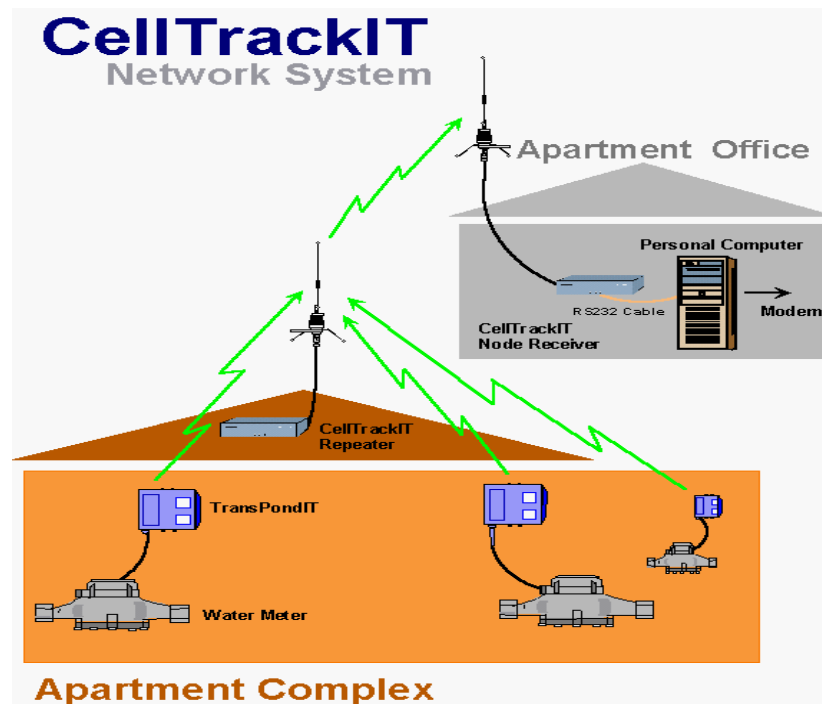 CellTrackIT
Network System
Apartment Office
Personal Computer
RS232 Cable
Modem
CellTrackIT
Node Receiver
CellTrackIT
Repeater
TransPondIT
Water Meter
Apartment Complex